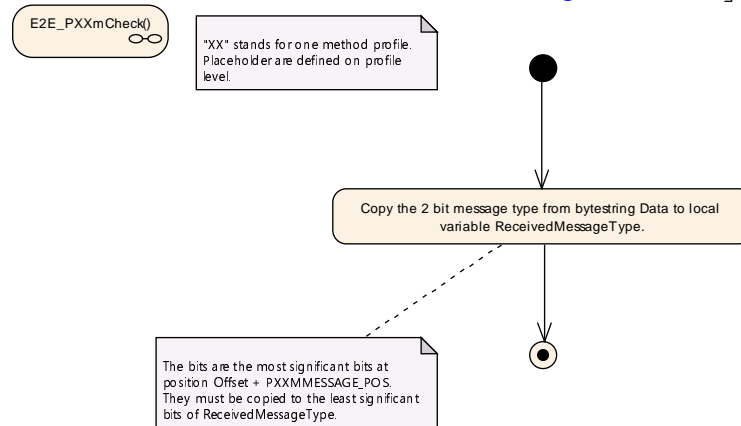 E2E_PXXmCheck()
"XX" stands for one method profile.
Placeholder are defined on profile
level.
Copy the 2 bit message type from bytestring Data to local
variable ReceivedMessageType.
The bits are the most significant bits at
position Offset + PXXMMESSAGE_POS.
They must be copied to the least significant
bits of ReceivedMessageType.